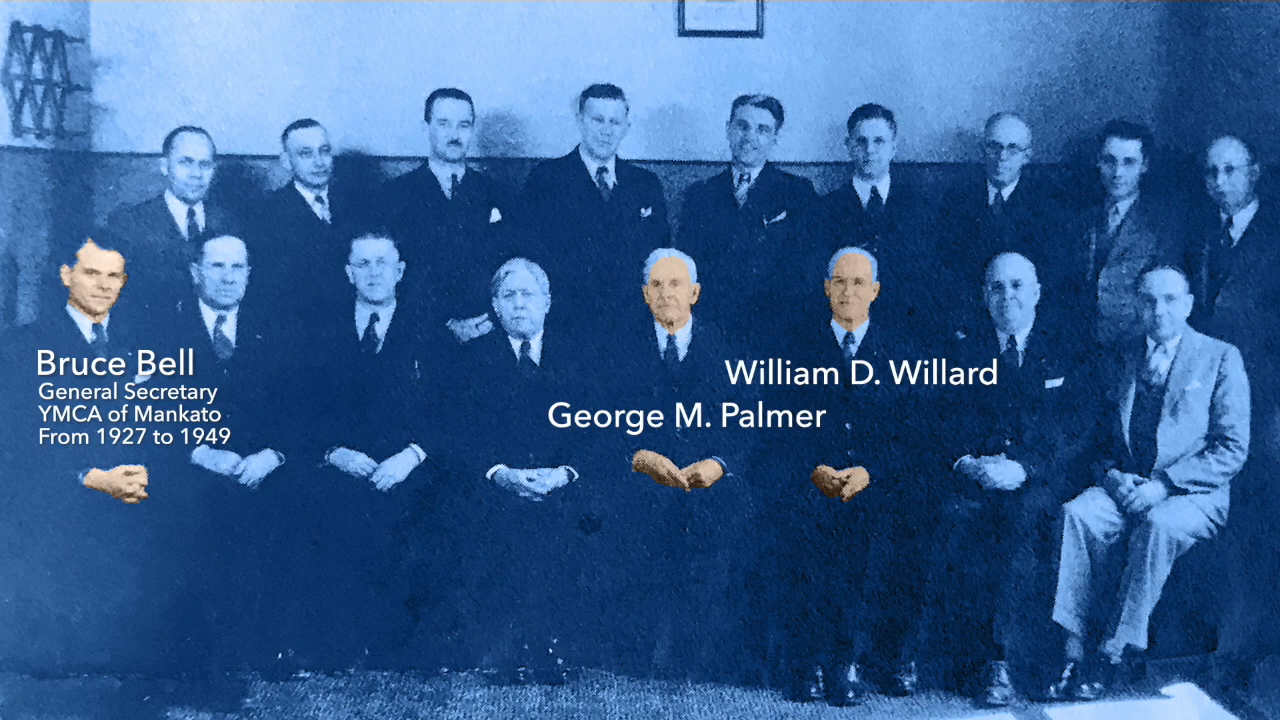 Bruce Bell
General Secretary
YMCA of Mankato
From 1927 to 1949
William D. Willard
George M. Palmer